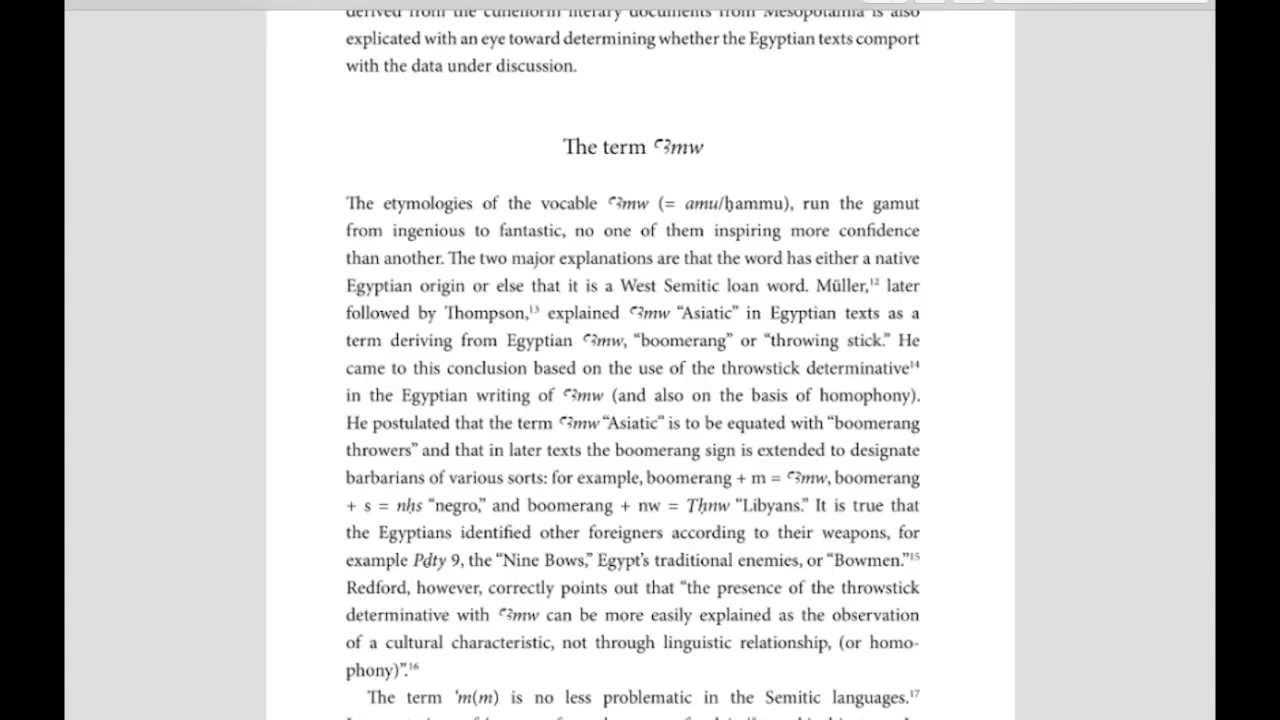 derived from the cuneiform literary documents from Mesopotamia is also
explicated with an eye toward determining whether the Egyptian texts comport
with the data under discussion.
The term ꜥꜣmw
The etymologies of the vocable ꜥꜣmw (= amu/ḫammu), run the gamut
from ingenious to fantastic, no one of them inspiring more confidence
than another. The two major explanations are that the word has either a native
Egyptian origin or else that it is a West Semitic loan word. Müller,¹² later
followed by Thompson,¹³ explained ꜥꜣmw “Asiatic” in Egyptian texts as a
term deriving from Egyptian ꜥꜣmw, “boomerang” or “throwing stick.” He
came to this conclusion based on the use of the throwstick determinative¹⁴
in the Egyptian writing of ꜥꜣmw (and also on the basis of homophony).
He postulated that the term ꜥꜣmw “Asiatic” is to be equated with “boomerang
throwers” and that in later texts the boomerang sign is extended to designate
barbarians of various sorts: for example, boomerang + m = ꜥꜣmw, boomerang
+ s = nḥs “negro,” and boomerang + nw = Tḥnw “Libyans.” It is true that
the Egyptians identified other foreigners according to their weapons, for
example Pḏty 9, the “Nine Bows,” Egypt’s traditional enemies, or “Bowmen.”¹⁵
Redford, however, correctly points out that “the presence of the throwstick
determinative with ꜥꜣmw can be more easily explained as the observation
of a cultural characteristic, not through linguistic relationship, (or homo-
phony)”.¹⁶
The term ʿm(m) is no less problematic in the Semitic languages.¹⁷